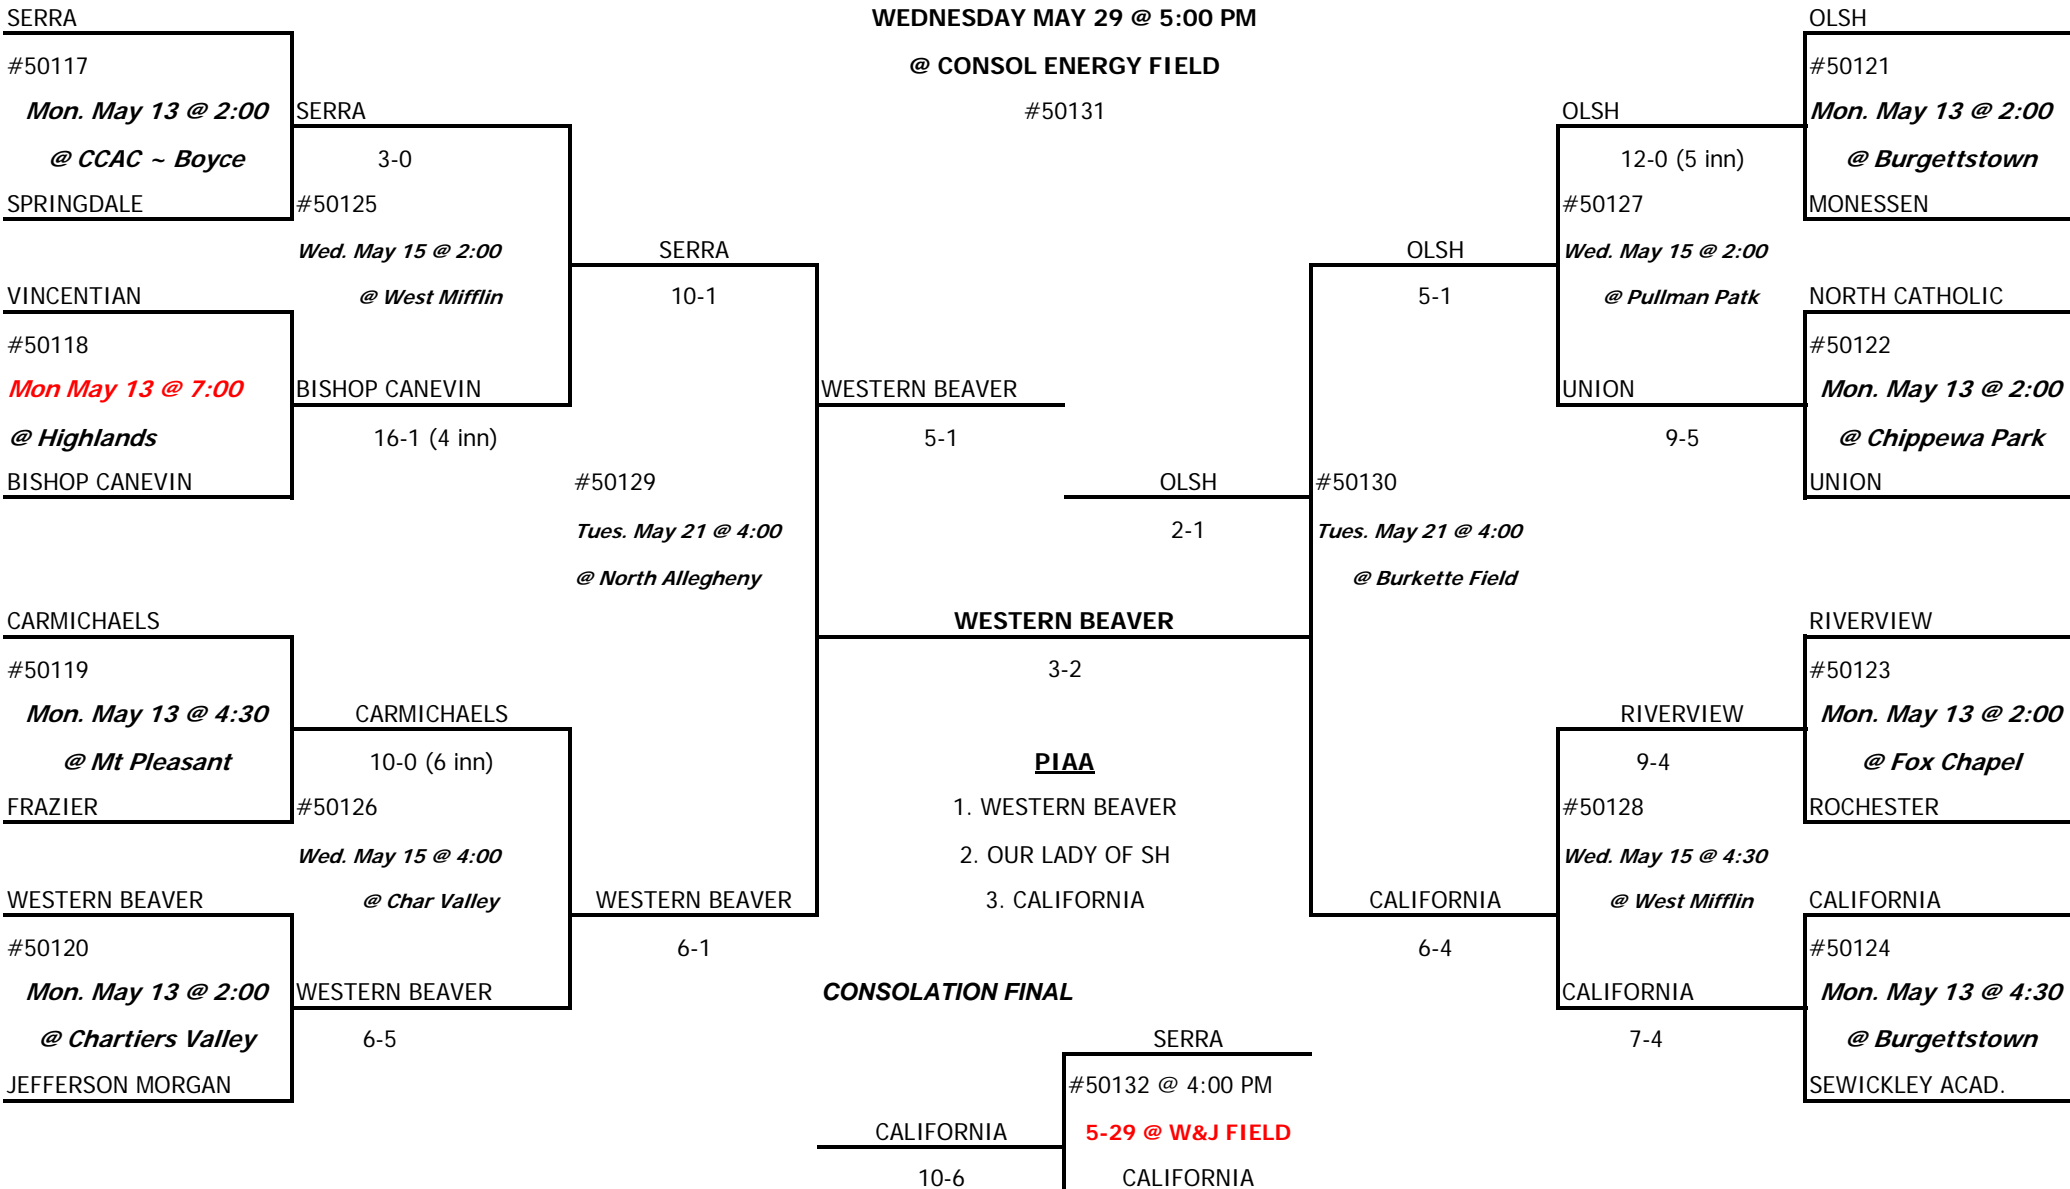 SERRA
WEDNESDAY MAY 29 @ 5:00 PM
OLSH
#50117
@ CONSOL ENERGY FIELD
#50121
Mon. May 13 @ 2:00
SERRA
#50131
OLSH
Mon. May 13 @ 2:00
@ CCAC ~ Boyce
3-0
12-0 (5 inn)
@ Burgettstown
SPRINGDALE
#50125
#50127
MONESSEN
Wed. May 15 @ 2:00
SERRA
OLSH
Wed. May 15 @ 2:00
VINCENTIAN
@ West Mifflin
10-1
5-1
@ Pullman Patk
NORTH CATHOLIC
#50118
#50122
Mon May 13 @ 7:00
BISHOP CANEVIN
WESTERN BEAVER
UNION
Mon. May 13 @ 2:00
@ Highlands
16-1 (4 inn)
5-1
9-5
@ Chippewa Park
BISHOP CANEVIN
#50129
OLSH
#50130
UNION
Tues. May 21 @ 4:00
2-1
Tues. May 21 @ 4:00
@ North Allegheny
@ Burkette Field
CARMICHAELS
WESTERN BEAVER
RIVERVIEW
#50119
3-2
#50123
Mon. May 13 @ 4:30
CARMICHAELS
RIVERVIEW
Mon. May 13 @ 2:00
@ Mt Pleasant
10-0 (6 inn)
PIAA
9-4
@ Fox Chapel
FRAZIER
#50126
1. WESTERN BEAVER
#50128
ROCHESTER
Wed. May 15 @ 4:00
2. OUR LADY OF SH
Wed. May 15 @ 4:30
WESTERN BEAVER
@ Char Valley
WESTERN BEAVER
3. CALIFORNIA
CALIFORNIA
@ West Mifflin
CALIFORNIA
#50120
6-1
6-4
#50124
Mon. May 13 @ 2:00
WESTERN BEAVER
CONSOLATION FINAL
CALIFORNIA
Mon. May 13 @ 4:30
@ Chartiers Valley
6-5
SERRA
7-4
@ Burgettstown
JEFFERSON MORGAN
#50132 @ 4:00 PM
SEWICKLEY ACAD.
CALIFORNIA
5-29 @ W&J FIELD
10-6
CALIFORNIA